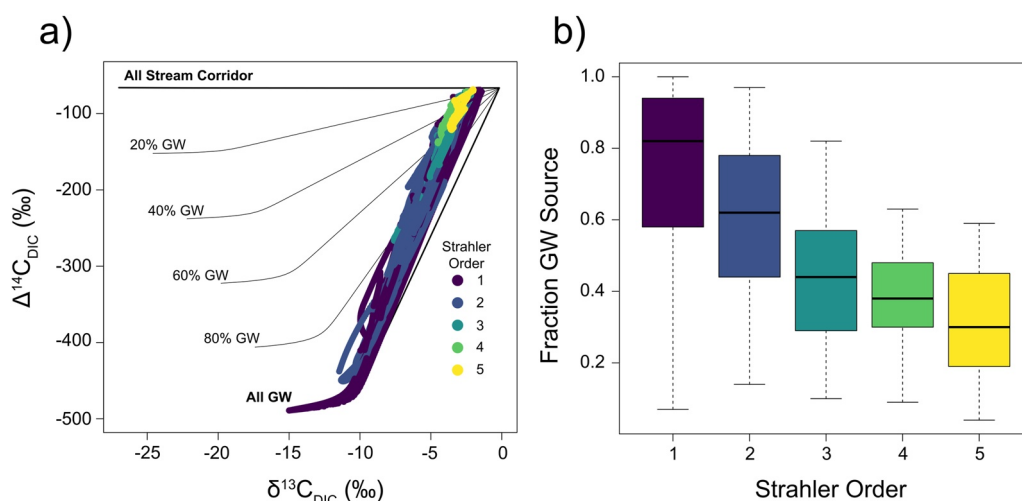 a)
All Stream Corridor
-100
20% GW
-200
40% GW
-300
60% GW
80% GW
-400
All GW
-500
Δ¹⁴C_DIC (‰)
Strahler
Order
1
2
3
4
5
-25 -20 -15 -10 -5 0
δ¹³C_DIC (‰)
b)
1.0
0.8
0.6
0.4
0.2
Fraction GW Source
1 2 3 4 5
Strahler Order